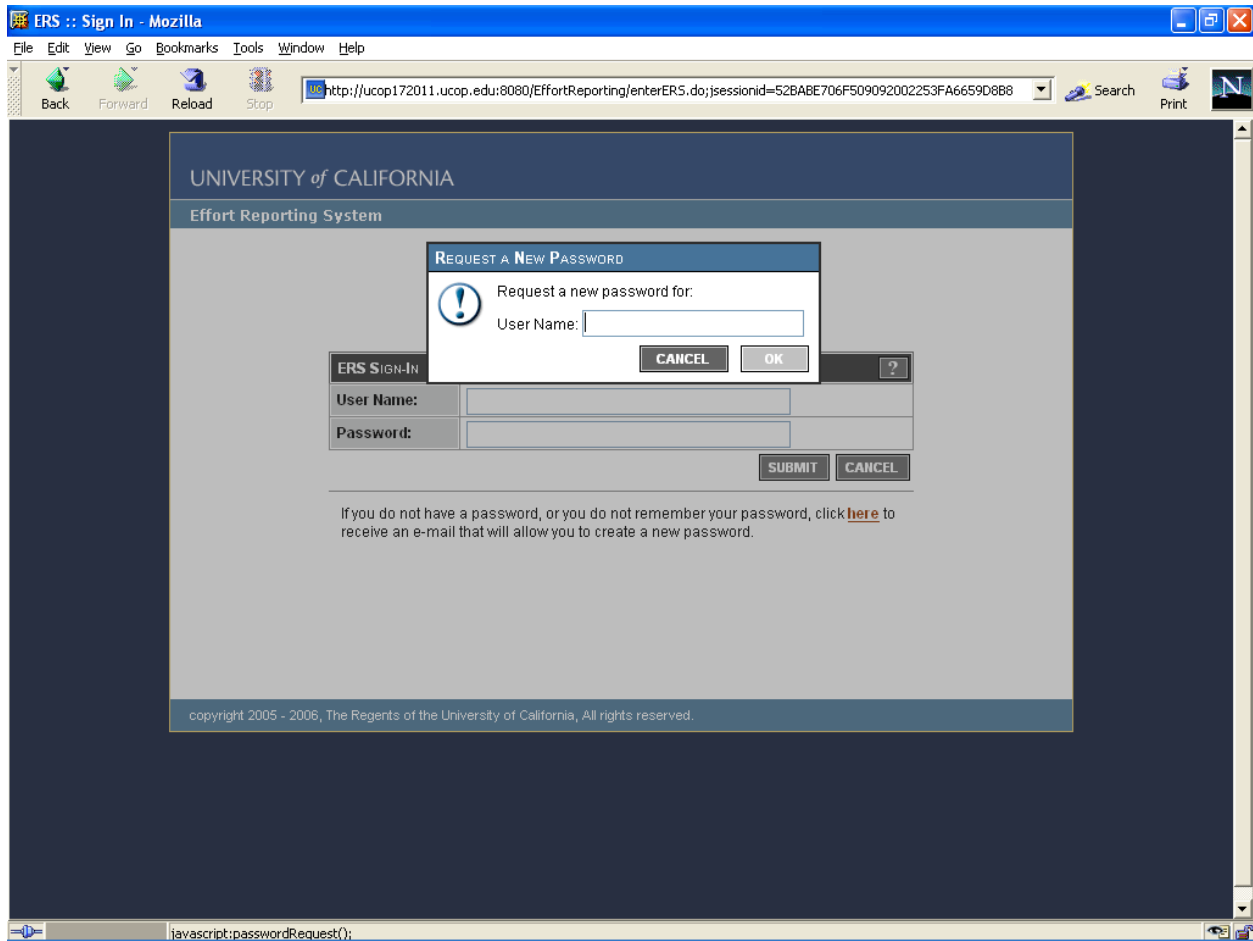 ERS :: Sign In - Mozilla
File Edit View Go Bookmarks Tools Window Help
Back Forward Reload Stop
UC http://ucop172011.ucop.edu:8080/EffortReporting/enterERS.do;jsessionid=52BABE706F509092002253FA6659D8B8
Search Print N
UNIVERSITY of CALIFORNIA
Effort Reporting System
REQUEST A NEW PASSWORD
Request a new password for:
User Name:
CANCEL OK
ERS SIGN-IN ?
User Name:
Password:
SUBMIT CANCEL
If you do not have a password, or you do not remember your password, click here to
receive an e-mail that will allow you to create a new password.
copyright 2005 - 2006, The Regents of the University of California, All rights reserved.
javascript:passwordRequest();